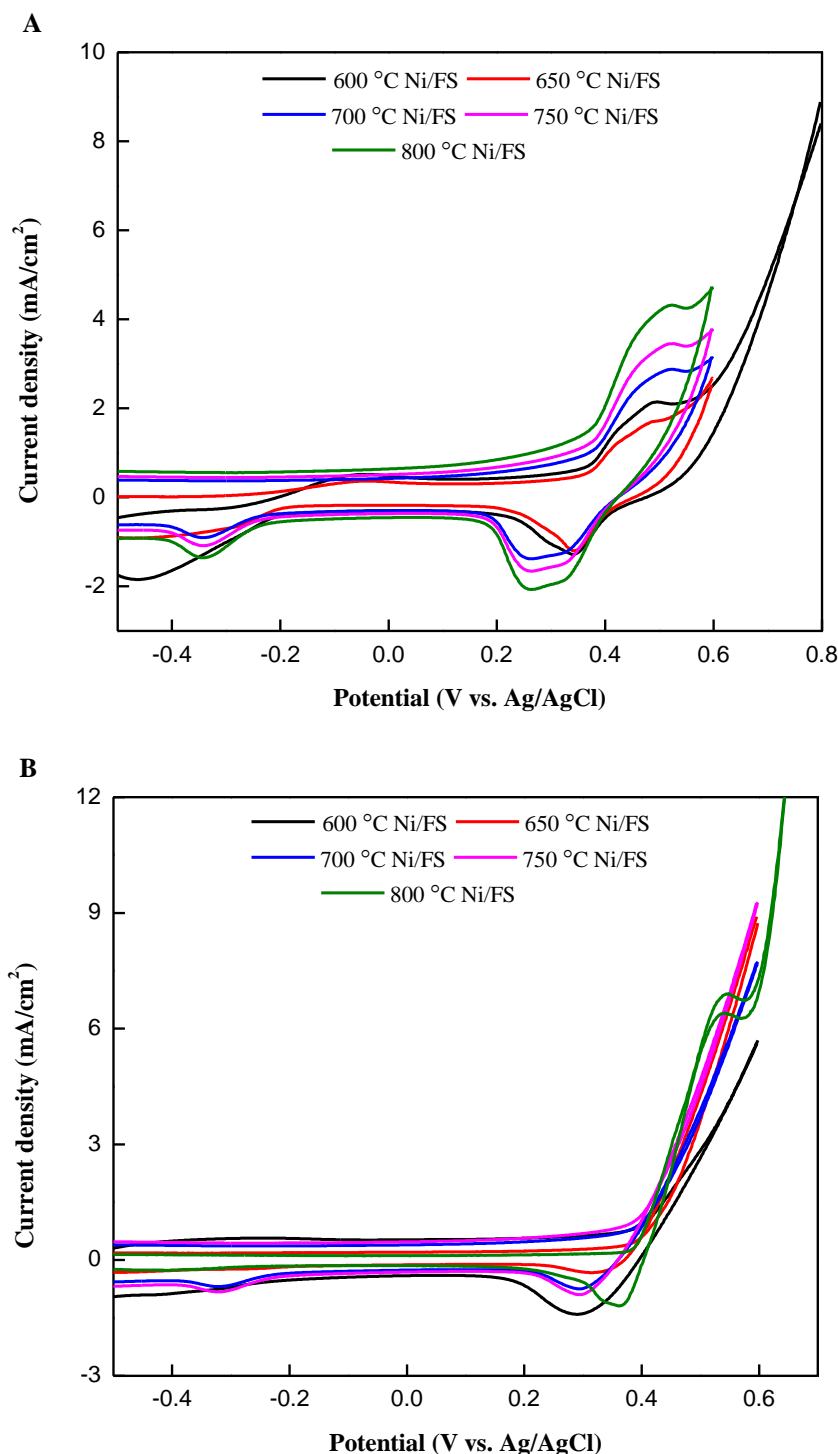 A
10
8
6
4
2
0
-2
Current density (mA/cm²)
600 °C Ni/FS 650 °C Ni/FS
700 °C Ni/FS 750 °C Ni/FS
800 °C Ni/FS
-0.4 -0.2 0.0 0.2 0.4 0.6 0.8
Potential (V vs. Ag/AgCl)
B
12
9
6
3
0
-3
Current density (mA/cm²)
600 °C Ni/FS 650 °C Ni/FS
700 °C Ni/FS 750 °C Ni/FS
800 °C Ni/FS
-0.4 -0.2 0.0 0.2 0.4 0.6
Potential (V vs. Ag/AgCl)